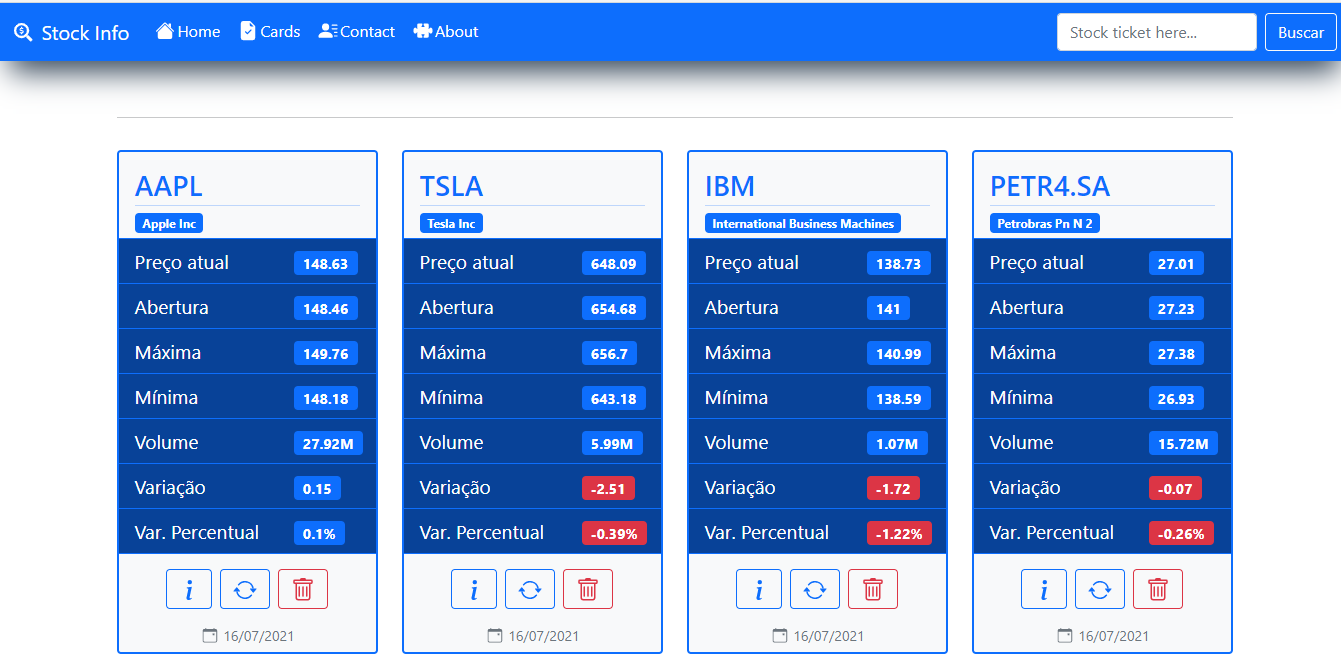 Stock Info Home Cards Contact About Stock ticket here... Buscar
AAPL
Apple Inc
Preço atual 148.63
Abertura 148.46
Máxima 149.76
Mínima 148.18
Volume 27.92M
Variação 0.15
Var. Percentual 0.1%
i
16/07/2021
TSLA
Tesla Inc
Preço atual 648.09
Abertura 654.68
Máxima 656.7
Mínima 643.18
Volume 5.99M
Variação -2.51
Var. Percentual -0.39%
i
16/07/2021
IBM
International Business Machines
Preço atual 138.73
Abertura 141
Máxima 140.99
Mínima 138.59
Volume 1.07M
Variação -1.72
Var. Percentual -1.22%
i
16/07/2021
PETR4.SA
Petrobras Pn N 2
Preço atual 27.01
Abertura 27.23
Máxima 27.38
Mínima 26.93
Volume 15.72M
Variação -0.07
Var. Percentual -0.26%
i
16/07/2021